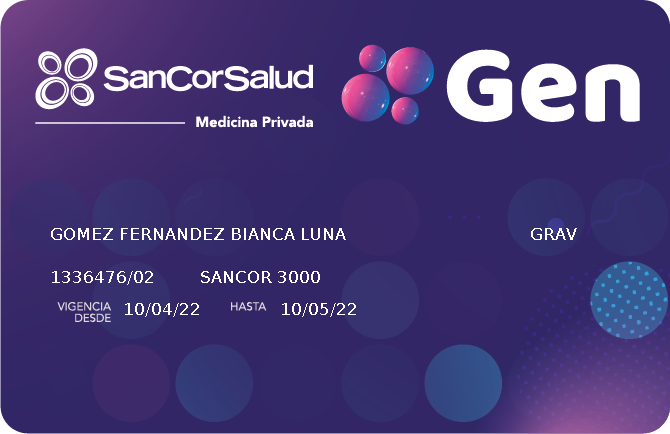 SanCorSalud
Medicina Privada
Gen
GOMEZ FERNANDEZ BIANCA LUNA GRAV
1336476/02 SANCOR 3000
VIGENCIA DESDE 10/04/22 HASTA 10/05/22